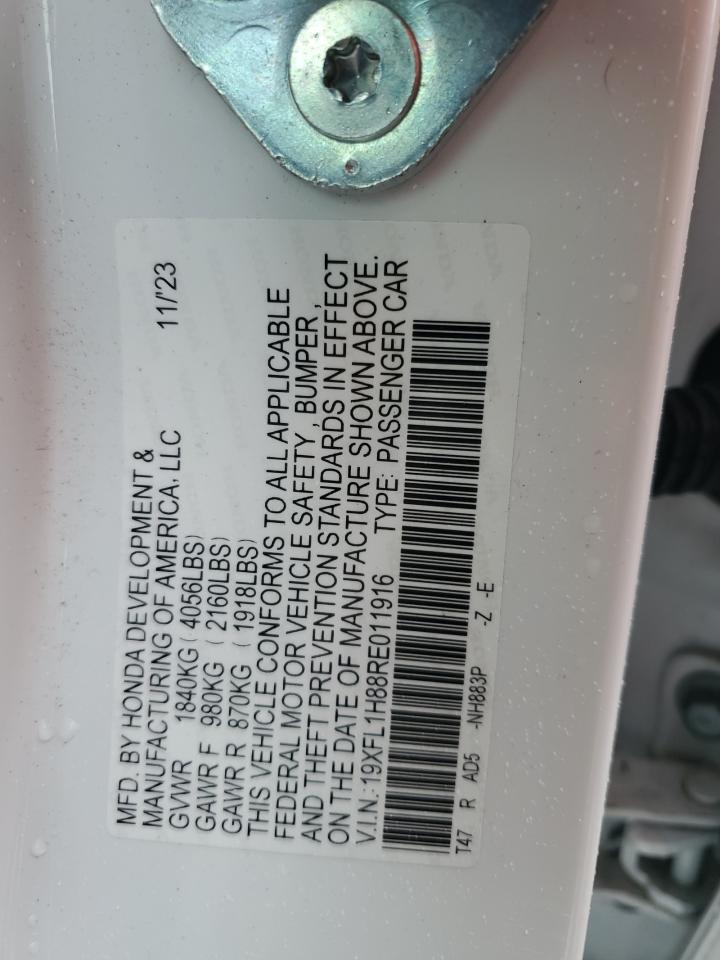 MFD. BY HONDA DEVELOPMENT &
MANUFACTURING OF AMERICA, LLC 11/'23
GVWR 1840KG ( 4056LBS)
GAWR F 980KG ( 2160LBS)
GAWR R 870KG ( 1918LBS)
THIS VEHICLE CONFORMS TO ALL APPLICABLE
FEDERAL MOTOR VEHICLE SAFETY , BUMPER ,
AND THEFT PREVENTION STANDARDS IN EFFECT
ON THE DATE OF MANUFACTURE SHOWN ABOVE.
V.I.N.:19XFL1H88RE011916 TYPE: PASSENGER CAR
T47 R AD5 -NH883P -Z -E